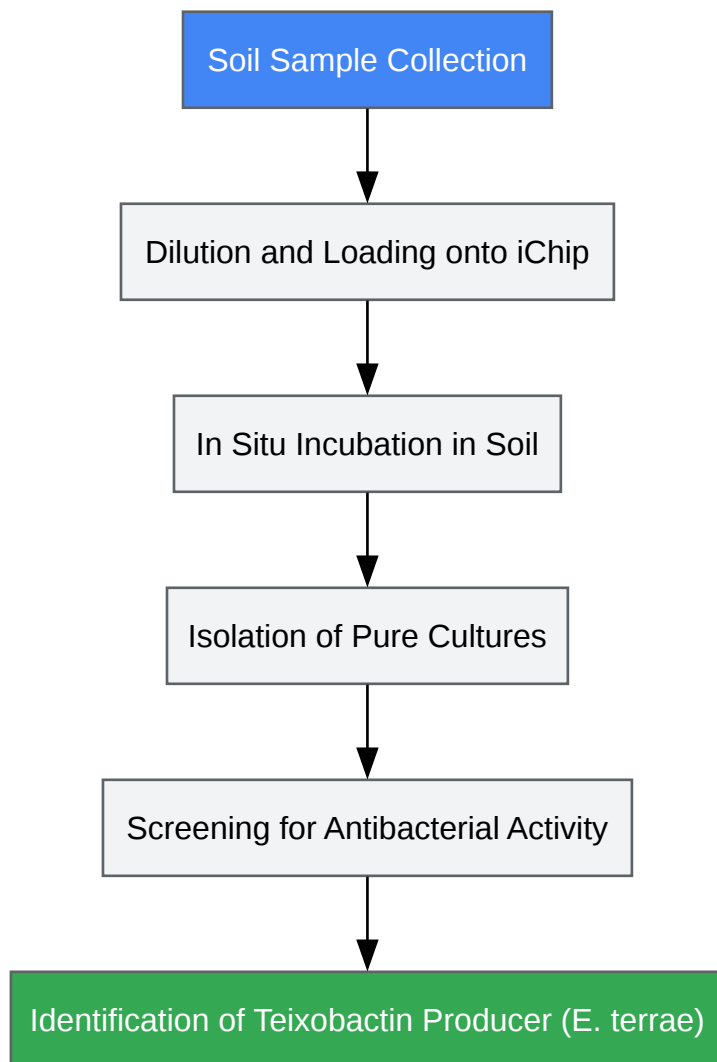 Soil Sample Collection
Dilution and Loading onto iChip
In Situ Incubation in Soil
Isolation of Pure Cultures
Screening for Antibacterial Activity
Identification of Teixobactin Producer (E. terrae)